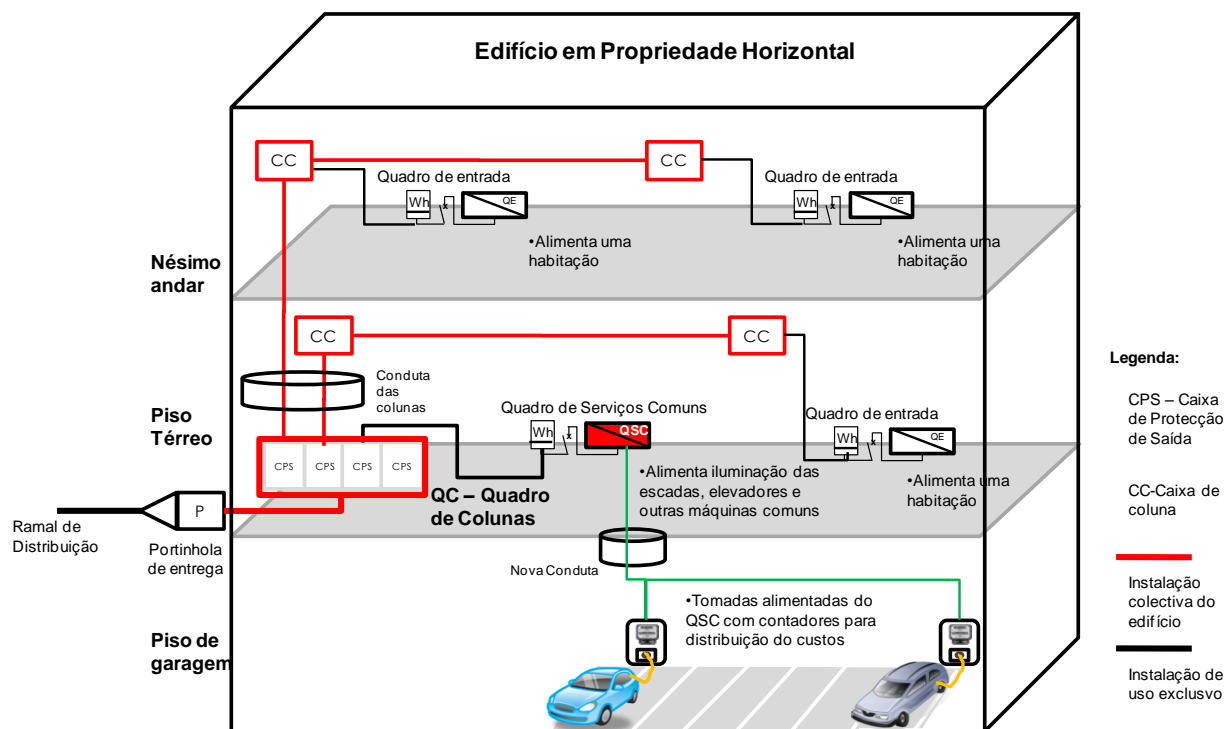 Edifício em Propriedade Horizontal
CC
CC
Quadro de entrada
Quadro de entrada
Wh
QE
Wh
QE
•Alimenta uma
habitação
•Alimenta uma
habitação
Nésimo
andar
CC
CC
Conduta
das
colunas
Piso
Térreo
Quadro de Serviços Comuns
Quadro de entrada
Wh
QSC
Wh
QE
CPS
CPS
CPS
CPS
QC – Quadro
de Colunas
•Alimenta iluminação das
escadas, elevadores e
outras máquinas comuns
•Alimenta uma
habitação
P
Ramal de
Distribuição
Portinhola
de entrega
Nova Conduta
Piso de
garagem
•Tomadas alimentadas do
QSC com contadores para
distribuição do custos
Legenda:
CPS – Caixa
de Protecção
de Saída
CC-Caixa de
coluna
Instalação
colectiva do
edifício
Instalação de
uso exclusvo